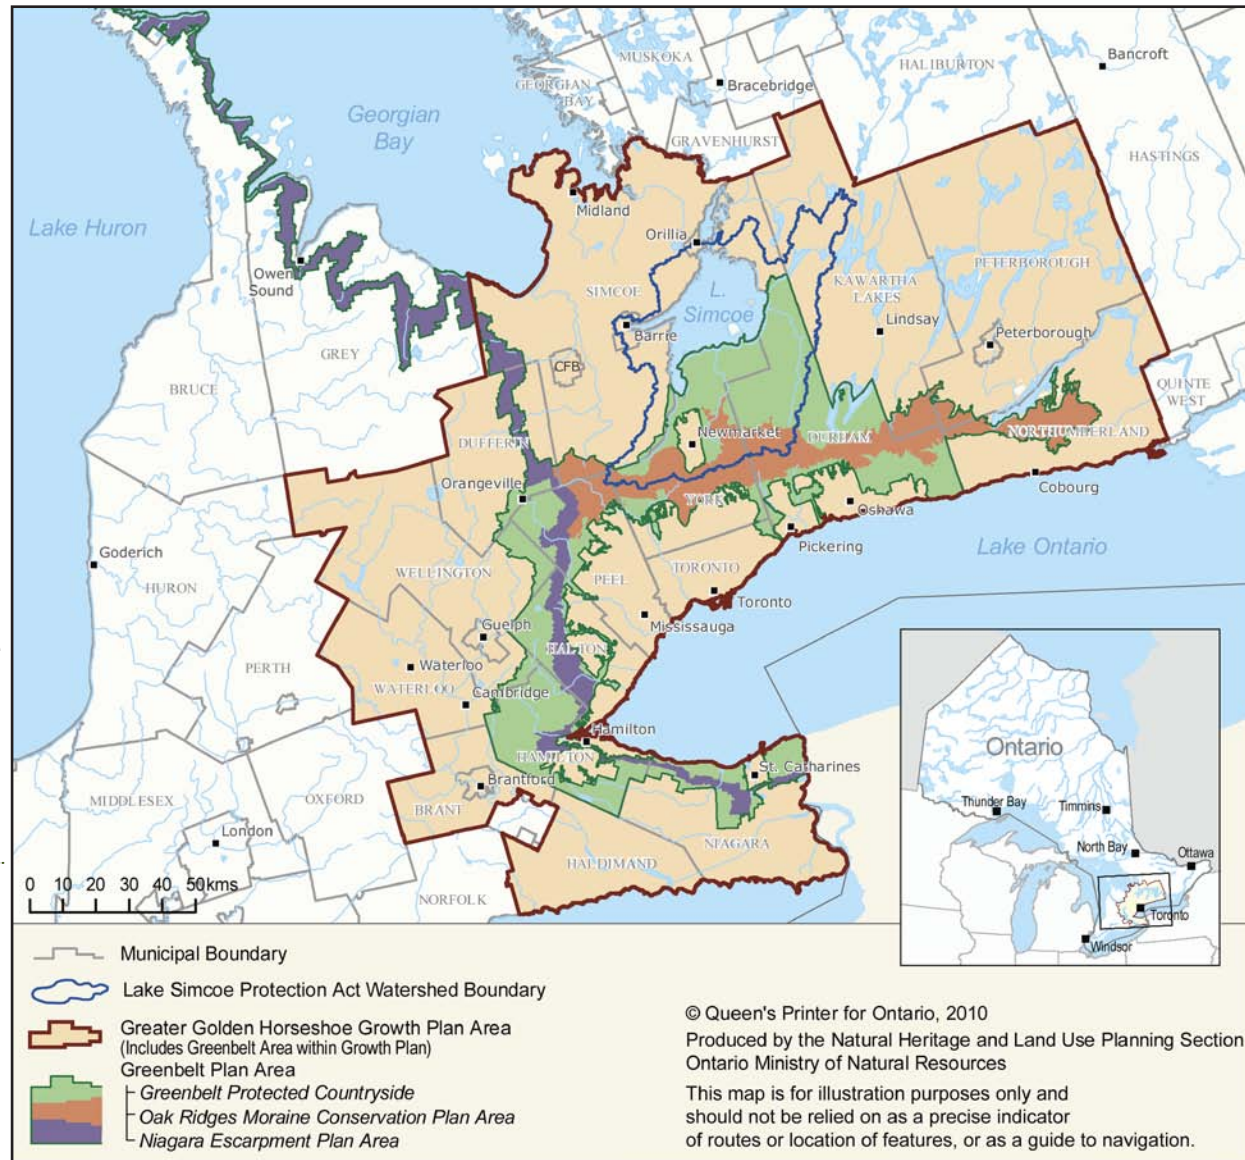 MUSKOKA
HALIBURTON
Bancroft
Bracebridge
GEORGIAN
BAY
Georgian
Bay
GRAVENHURST
HASTINGS
Midland
Lake Huron
Orillia
Owen
Sound
SIMCOE
L.
Simcoe
KAWARTHA
LAKES
PETERBOROUGH
Barrie
Lindsay
Peterborough
GREY
CFB
BRUCE
QUINTE
WEST
DUFFERIN
Newmarket
DURHAM
NORTHUMBERLAND
Orangeville
YORK
Oshawa
Cobourg
Pickering
Goderich
HURON
WELLINGTON
PEEL
TORONTO
Toronto
Lake Ontario
Mississauga
Guelph
HALTON
PERTH
Waterloo
WATERLOO
Cambridge
Hamilton
HAMILTON
St. Catharines
Brantford
BRANT
MIDDLESEX
OXFORD
London
NIAGARA
HALDIMAND
NORFOLK
0 10 20 30 40 50kms
Ontario
Thunder Bay
Timmins
North Bay
Ottawa
Toronto
Windsor
Municipal Boundary
Lake Simcoe Protection Act Watershed Boundary
Greater Golden Horseshoe Growth Plan Area
(Includes Greenbelt Area within Growth Plan)
Greenbelt Plan Area
Greenbelt Protected Countryside
Oak Ridges Moraine Conservation Plan Area
Niagara Escarpment Plan Area
© Queen's Printer for Ontario, 2010
Produced by the Natural Heritage and Land Use Planning Section
Ontario Ministry of Natural Resources
This map is for illustration purposes only and
should not be relied on as a precise indicator
of routes or location of features, or as a guide to navigation.